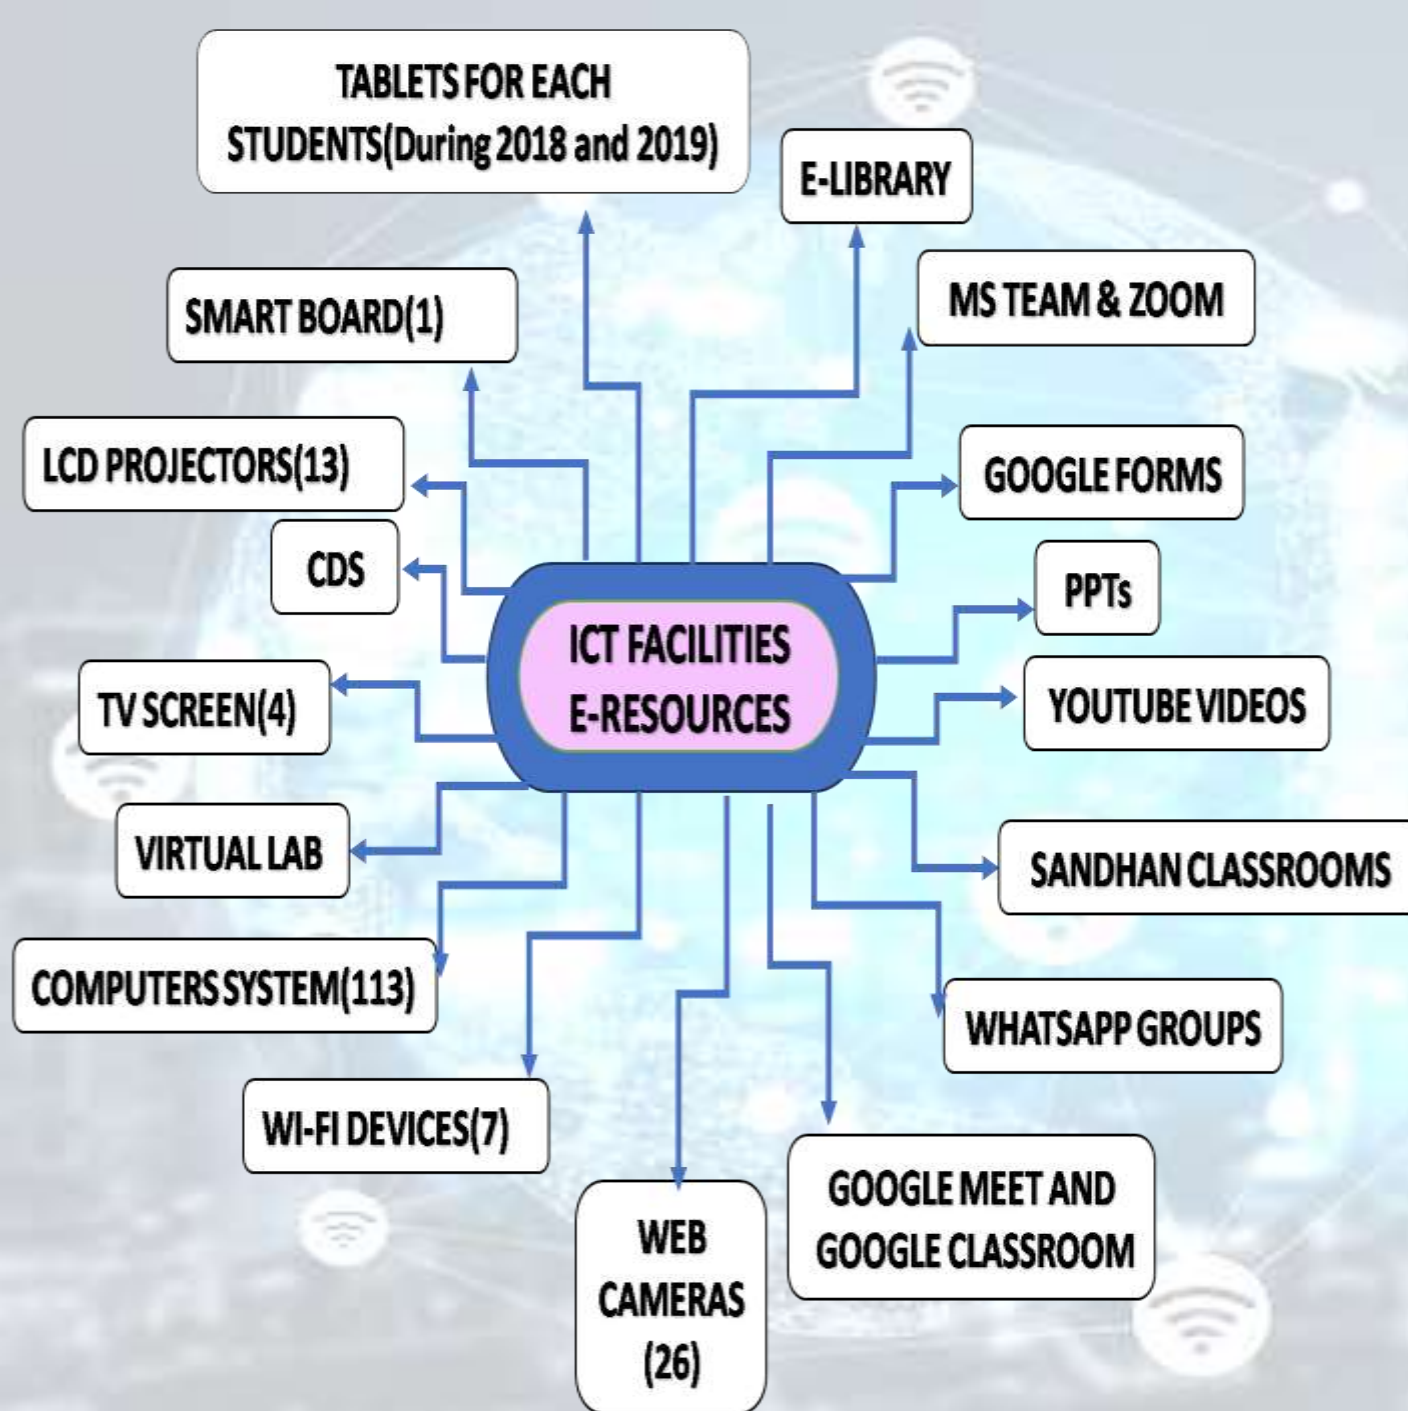 TABLETS FOR EACH
STUDENTS(During 2018 and 2019)
E-LIBRARY
SMART BOARD(1)
MS TEAM & ZOOM
LCD PROJECTORS(13)
GOOGLE FORMS
CDS
PPTs
ICT FACILITIES
E-RESOURCES
TV SCREEN(4)
YOUTUBE VIDEOS
VIRTUAL LAB
SANDHAN CLASSROOMS
COMPUTERS SYSTEM(113)
WHATSAPP GROUPS
WI-FI DEVICES(7)
GOOGLE MEET AND
GOOGLE CLASSROOM
WEB
CAMERAS
(26)